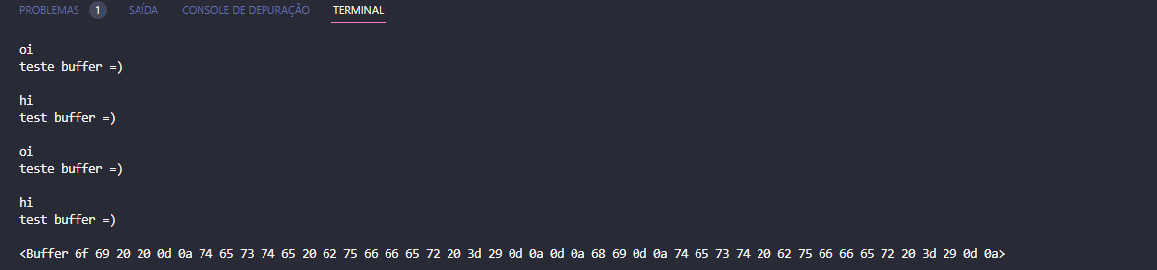 PROBLEMAS 1 SAÍDA CONSOLE DE DEPURAÇÃO TERMINAL
oi
teste buffer =)
hi
test buffer =)
oi
teste buffer =)
hi
test buffer =)
<Buffer 6f 69 20 20 0d 0a 74 65 73 74 65 20 62 75 66 66 65 72 20 3d 29 0d 0a 0d 0a 68 69 0d 0a 74 65 73 74 20 62 75 66 66 65 72 20 3d 29 0d 0a>